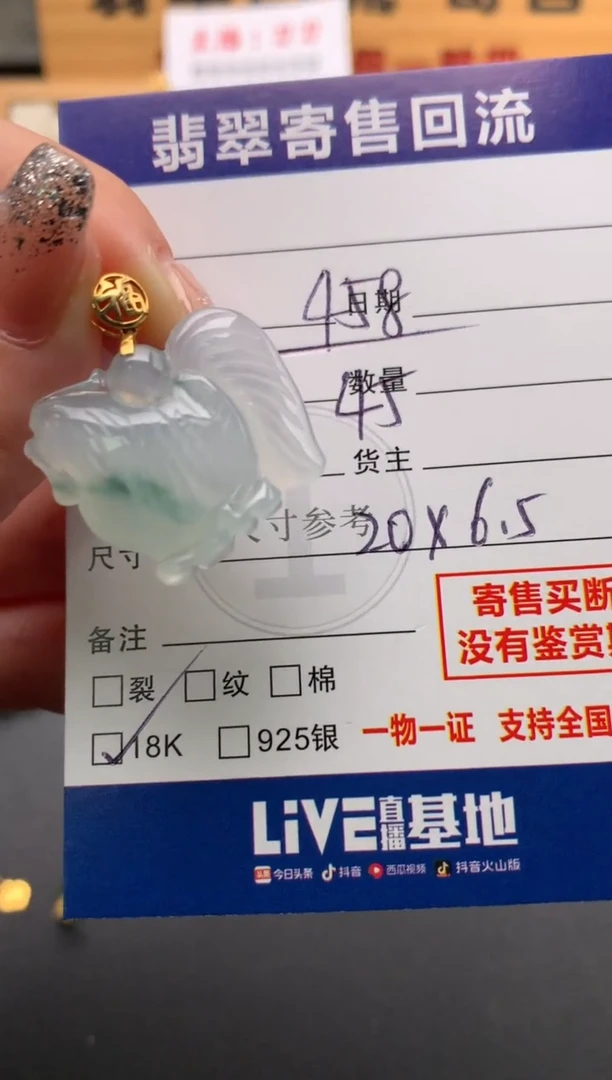 翡翠寄售回流
458
日期
数量
45
货主
尺寸参考
20X6.5
尺寸
寄售买断
备注
没有鉴赏期
裂 纹 棉
18K 925银
一物一证 支持全国
LiVE直播基地
今日头条 抖音 西瓜视频 抖音火山版
福